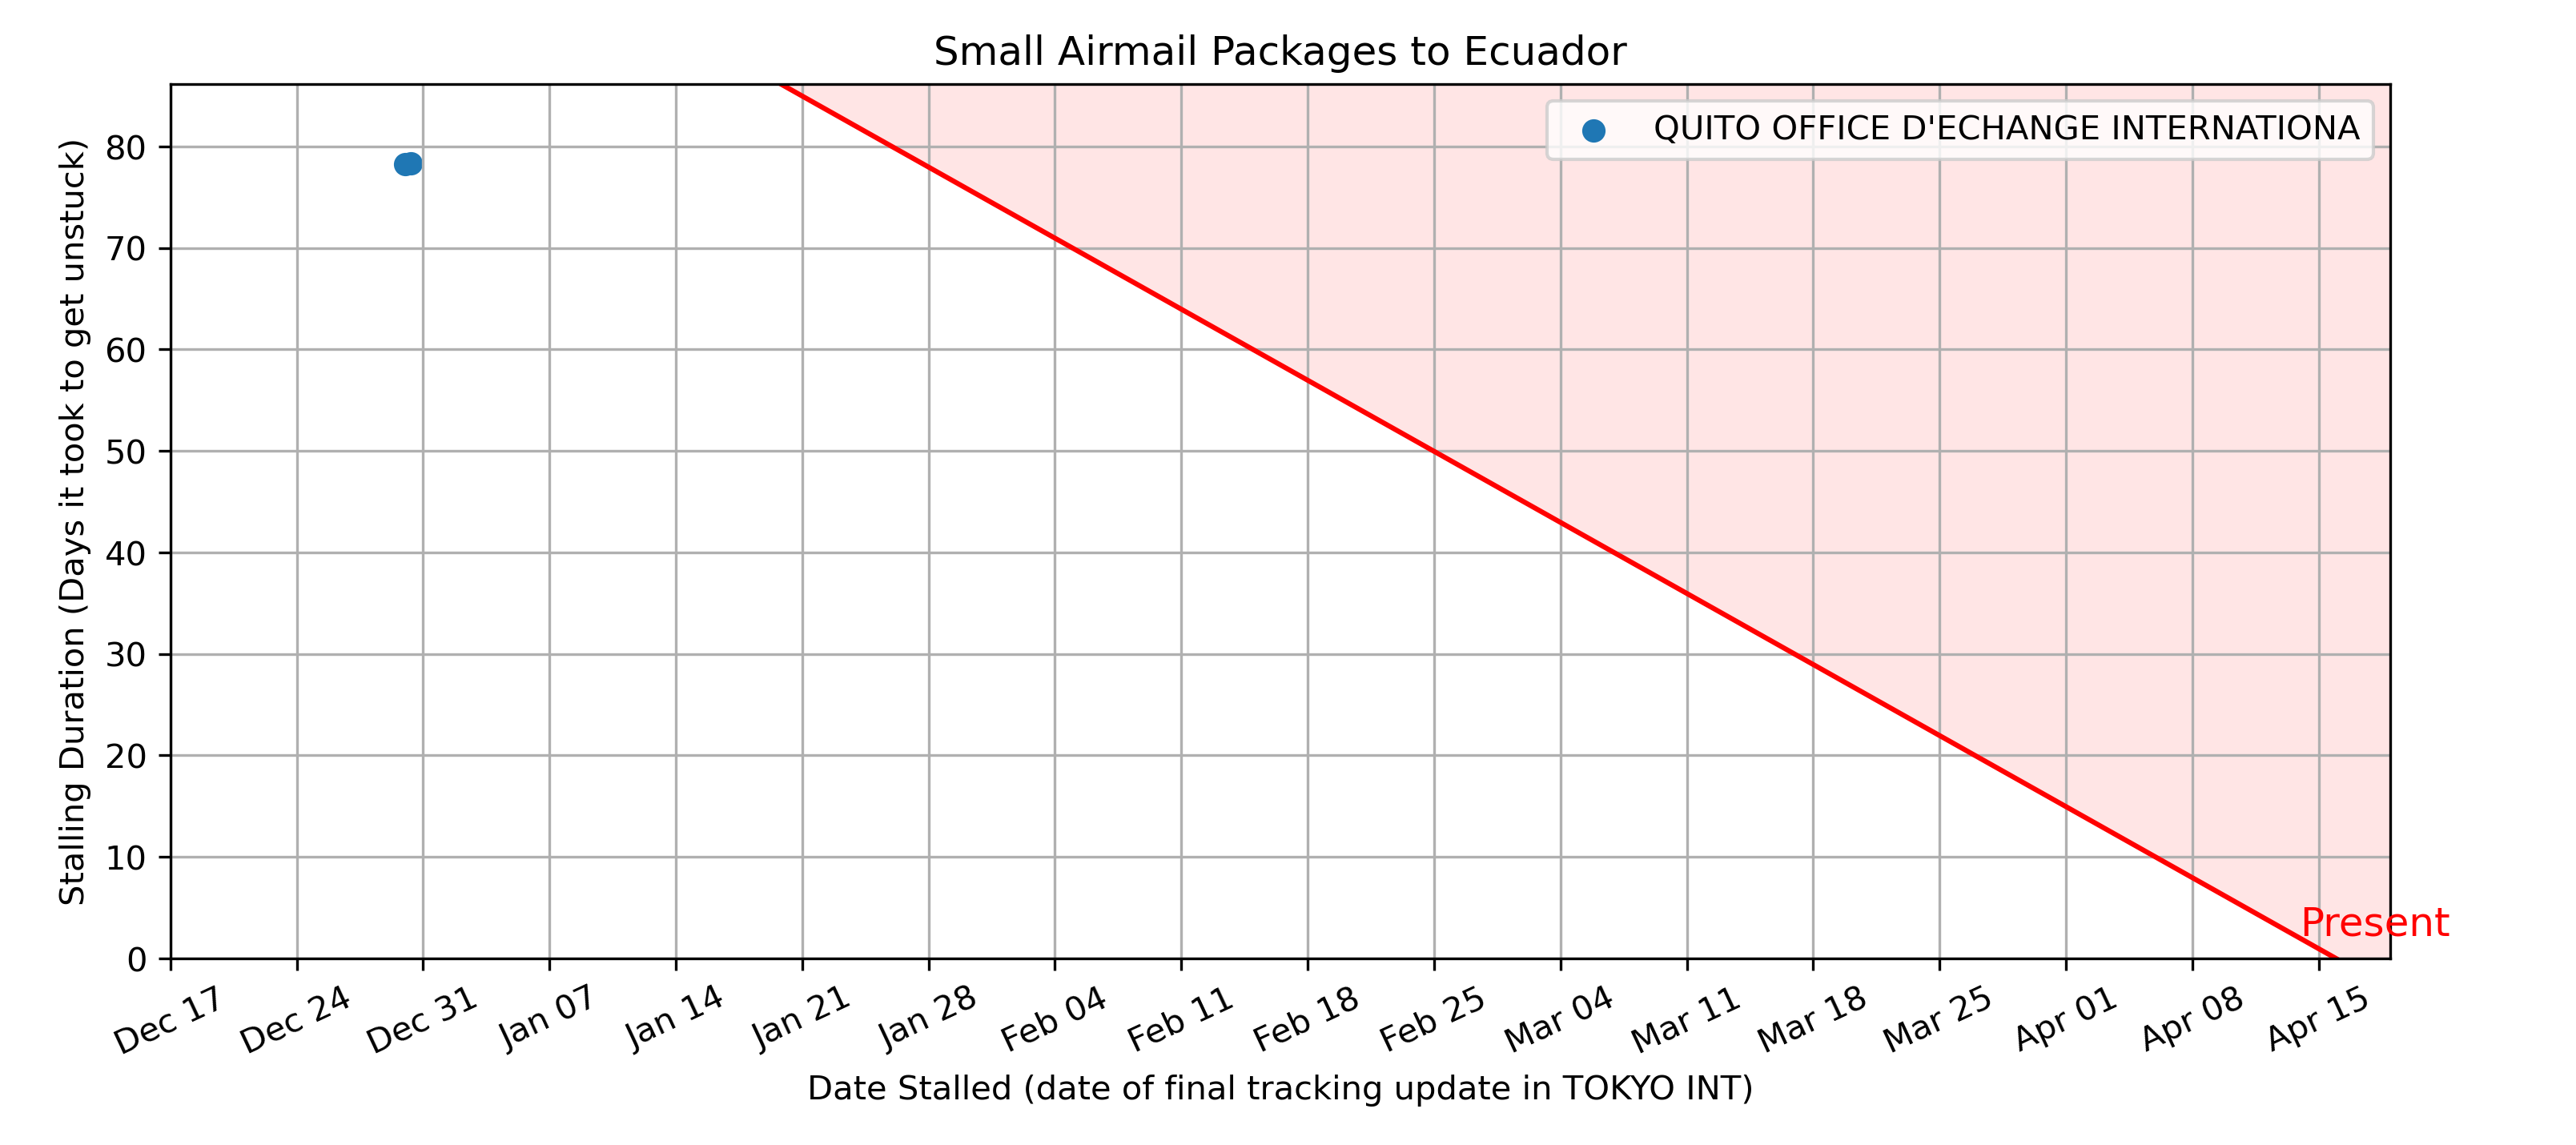 Small Airmail Packages to Ecuador
QUITO OFFICE D'ECHANGE INTERNATIONA
Stalling Duration (Days it took to get unstuck)
80
70
60
50
40
30
20
10
0
Present
Dec 17 Dec 24 Dec 31 Jan 07 Jan 14 Jan 21 Jan 28 Feb 04 Feb 11 Feb 18 Feb 25 Mar 04 Mar 11 Mar 18 Mar 25 Apr 01 Apr 08 Apr 15
Date Stalled (date of final tracking update in TOKYO INT)